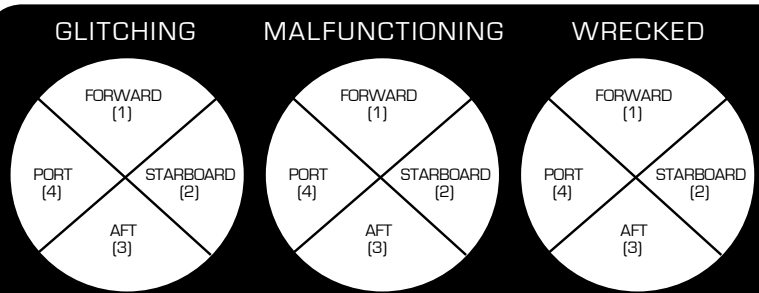 GLITCHING
FORWARD
(1)
PORT
(4)
STARBOARD
(2)
AFT
(3)
MALFUNCTIONING
FORWARD
(1)
PORT
(4)
STARBOARD
(2)
AFT
(3)
WRECKED
FORWARD
(1)
PORT
(4)
STARBOARD
(2)
AFT
(3)